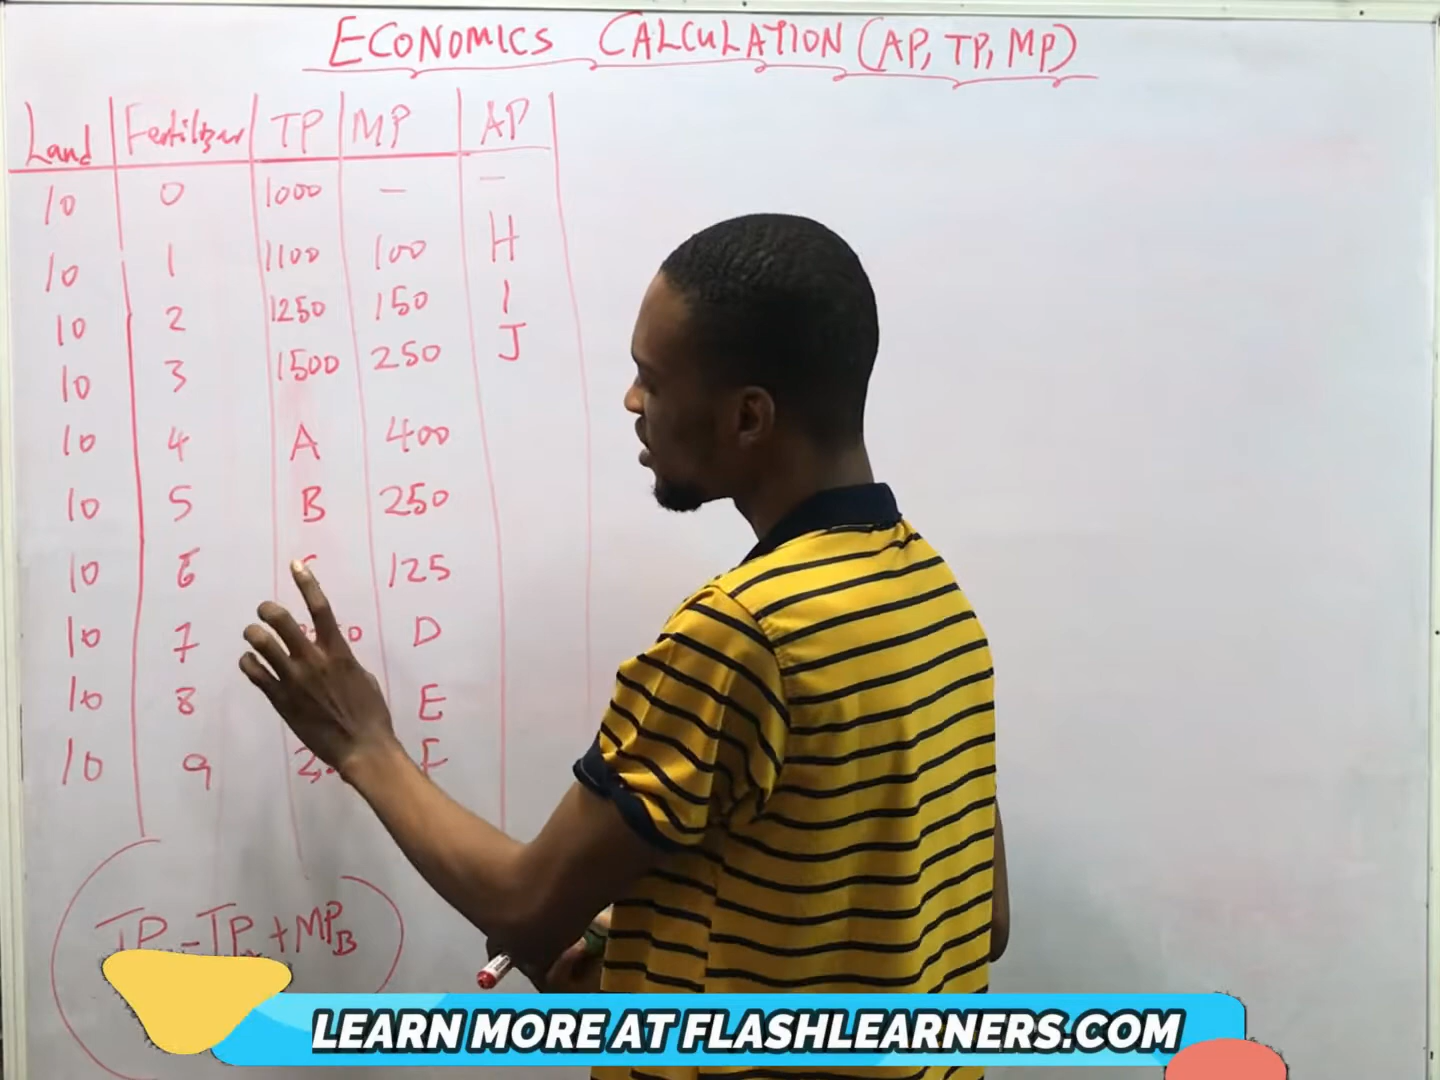 ECONOMICS CALCULATION (AP, TP, MP)
Land Fertilizer TP MP AP
10 0 1000 — —
10 1 1100 100 H
10 2 1250 150 I
10 3 1500 250 J
10 4 A 400
10 5 B 250
10 6 125
10 7 D
10 8 E
10 9 F
+ MPB
LEARN MORE AT FLASHLEARNERS.COM